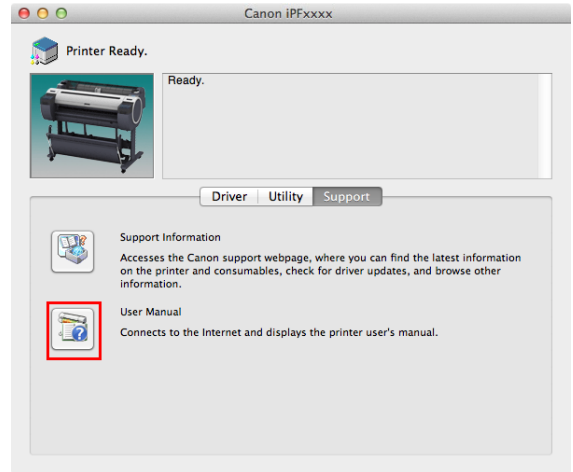 Canon iPFxxxx
Printer Ready.
Ready.
Driver Utility Support
Support Information
Accesses the Canon support webpage, where you can find the latest information
on the printer and consumables, check for driver updates, and browse other
information.
User Manual
Connects to the Internet and displays the printer user's manual.